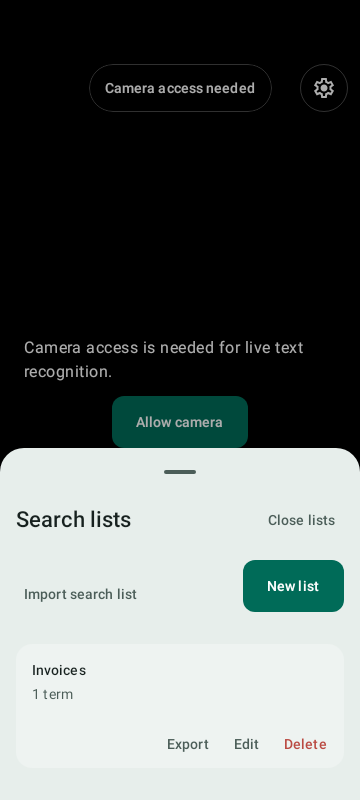 Camera access needed
Camera access is needed for live text
recognition.
Allow camera
Search lists
Close lists
Import search list
New list
Invoices
1 term
Export
Edit
Delete